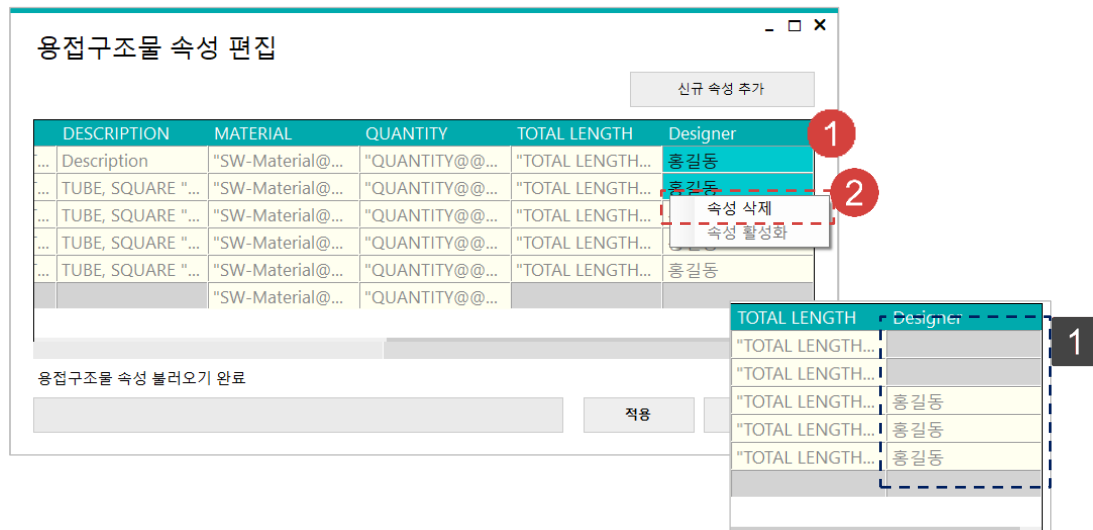 용접구조물 속성 편집
신규 속성 추가
DESCRIPTION MATERIAL QUANTITY TOTAL LENGTH Designer 1
"... Description "SW-Material@... "QUANTITY@@... "TOTAL LENGTH... 홍길동
"... TUBE, SQUARE "... "SW-Material@... "QUANTITY@@... "TOTAL LENGTH... 홍길동
"... TUBE, SQUARE "... "SW-Material@... "QUANTITY@@... "TOTAL LENGTH... 속성 삭제 2
"... TUBE, SQUARE "... "SW-Material@... "QUANTITY@@... "TOTAL LENGTH... 속성 활성화
"... TUBE, SQUARE "... "SW-Material@... "QUANTITY@@... "TOTAL LENGTH... 홍길동
"SW-Material@... "QUANTITY@@...
용접구조물 속성 불러오기 완료
적용
TOTAL LENGTH Designer
"TOTAL LENGTH... 1
"TOTAL LENGTH...
"TOTAL LENGTH... 홍길동
"TOTAL LENGTH... 홍길동
"TOTAL LENGTH... 홍길동